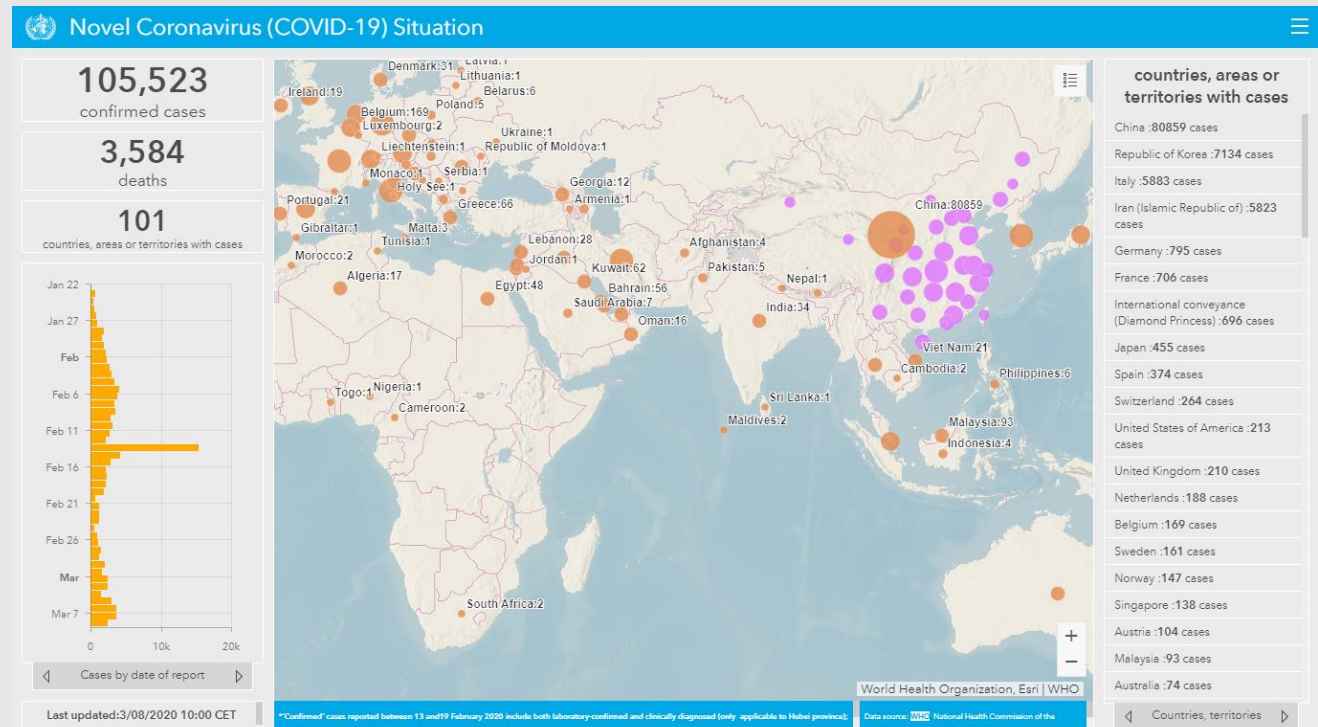 Novel Coronavirus (COVID-19) Situation
105,523
confirmed cases
3,584
deaths
101
countries, areas or territories with cases
Jan 22
Jan 27
Feb
Feb 6
Feb 11
Feb 16
Feb 21
Feb 26
Mar
Mar 7
0
10k
20k
Cases by date of report
Last updated:3/08/2020 10:00 CET
Denmark:31
Latvia:1
Lithuania:1
Ireland:19
Belarus:6
Poland:5
Belgium:169
Luxembourg:2
Ukraine:1
Liechtenstein:1
Republic of Moldova:1
Monaco:1
Serbia:1
Holy See:1
Georgia:12
Portugal:21
Greece:66
Armenia:1
China:80859
Gibraltar:1
Malta:3
Tunisia:1
Lebanon:28
Afghanistan:4
Morocco:2
Jordan:1
Algeria:17
Kuwait:62
Pakistan:5
Nepal:1
Egypt:48
Bahrain:56
Saudi Arabia:7
India:34
Oman:16
Viet Nam:21
Cambodia:2
Philippines:6
Togo:1
Nigeria:1
Cameroon:2
Sri Lanka:1
Maldives:2
Malaysia:93
Indonesia:4
South Africa:2
+
−
World Health Organization, Esri | WHO
*"Confirmed" cases reported between 13 and19 February 2020 include both laboratory-confirmed and clinically diagnosed (only applicable to Hubei province);
Data source: WHO National Health Commission of the
countries, areas or
territories with cases
China :80859 cases
Republic of Korea :7134 cases
Italy :5883 cases
Iran (Islamic Republic of) :5823
cases
Germany :795 cases
France :706 cases
International conveyance
(Diamond Princess) :696 cases
Japan :455 cases
Spain :374 cases
Switzerland :264 cases
United States of America :213
cases
United Kingdom :210 cases
Netherlands :188 cases
Belgium :169 cases
Sweden :161 cases
Norway :147 cases
Singapore :138 cases
Austria :104 cases
Malaysia :93 cases
Australia :74 cases
Countries, territories